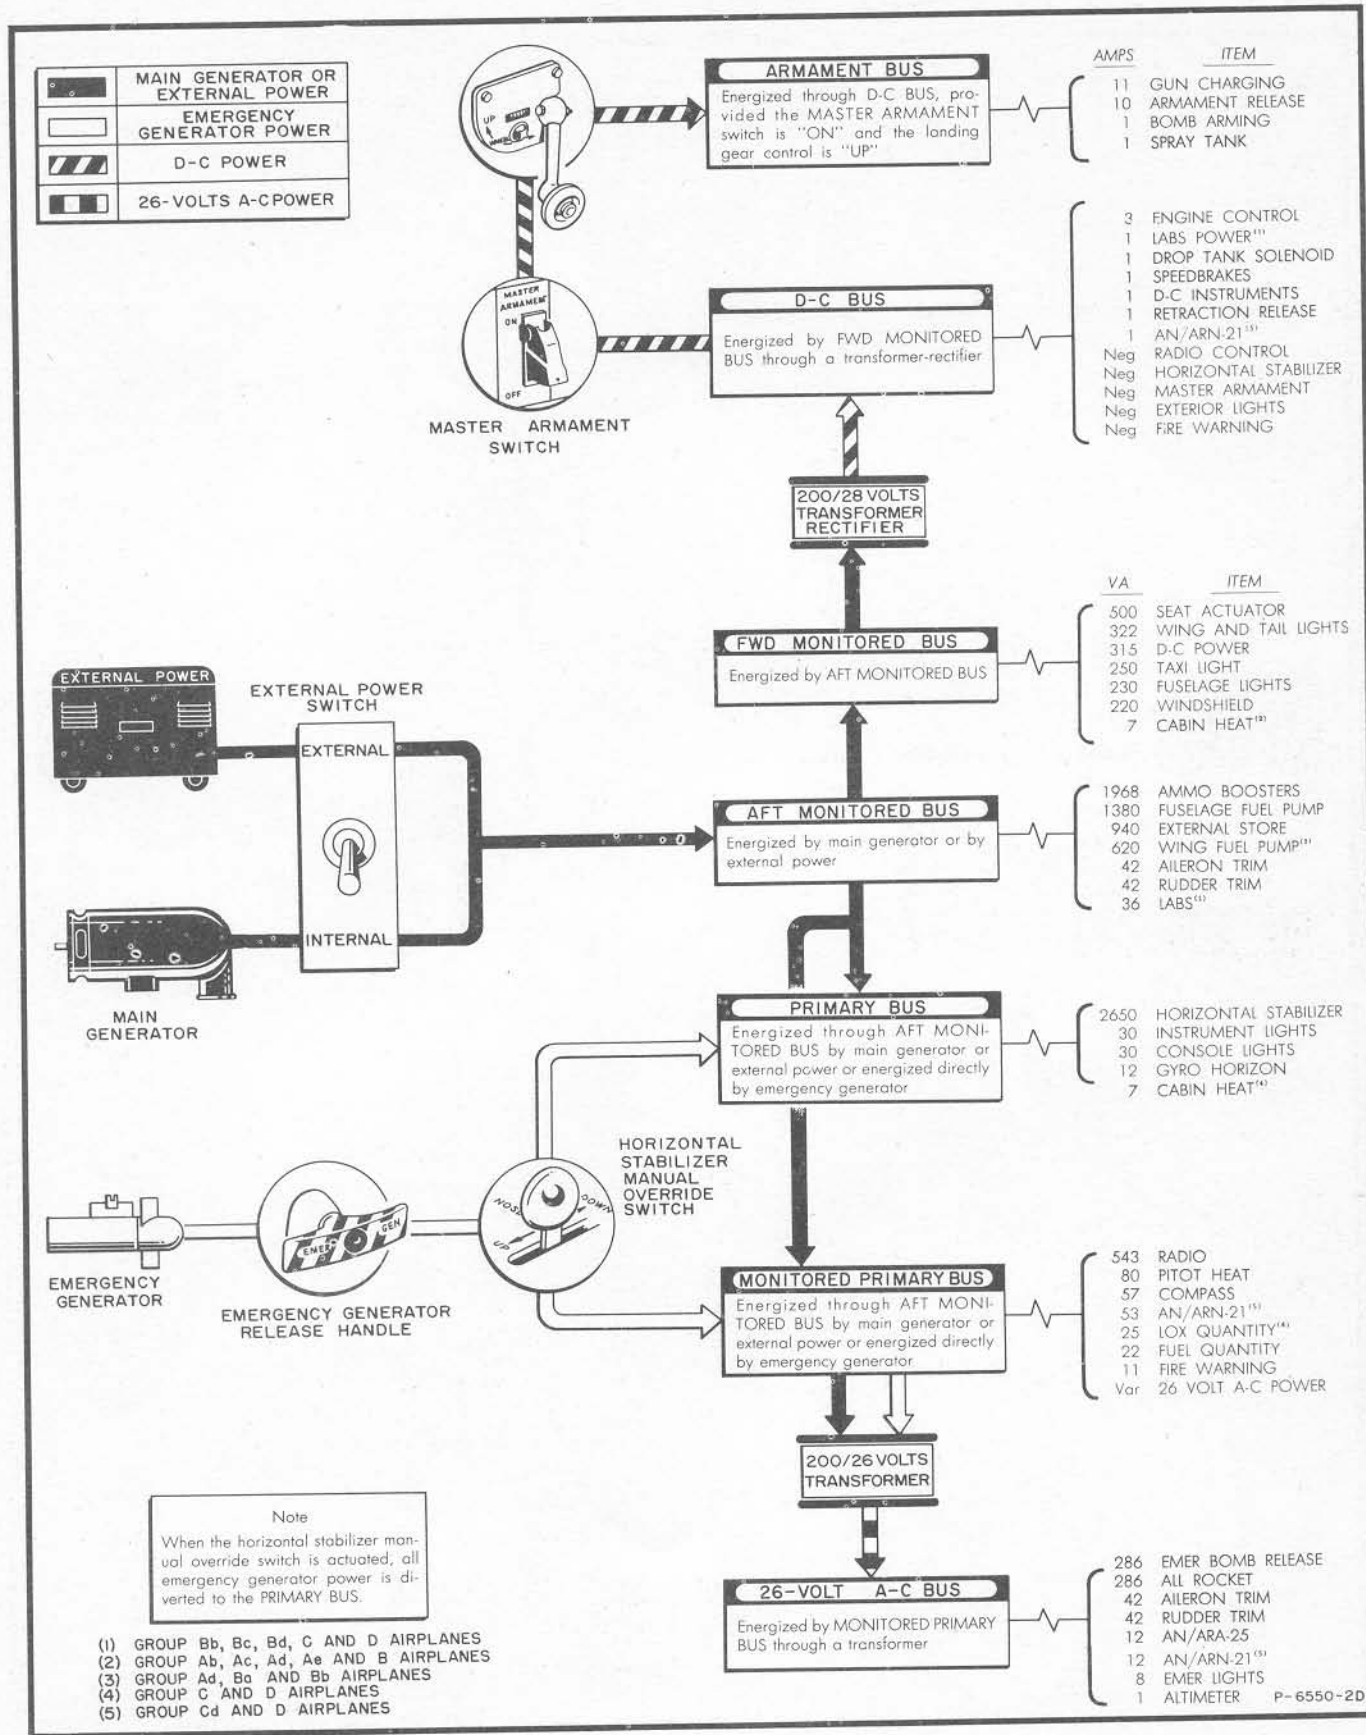 MAIN GENERATOR OR
EXTERNAL POWER
EMERGENCY
GENERATOR POWER
D-C POWER
26-VOLTS A-C POWER
UP
ARMAMENT BUS
Energized through D-C BUS, pro-
vided the MASTER ARMAMENT
switch is "ON" and the landing
gear control is "UP"
AMPS ITEM
11 GUN CHARGING
10 ARMAMENT RELEASE
1 BOMB ARMING
1 SPRAY TANK
MASTER
ARMAMENT
ON
OFF
MASTER ARMAMENT
SWITCH
D-C BUS
Energized by FWD MONITORED
BUS through a transformer-rectifier
3 ENGINE CONTROL
1 LABS POWER(1)
1 DROP TANK SOLENOID
1 SPEEDBRAKES
1 D-C INSTRUMENTS
1 RETRACTION RELEASE
1 AN/ARN-21(5)
Neg RADIO CONTROL
Neg HORIZONTAL STABILIZER
Neg MASTER ARMAMENT
Neg EXTERIOR LIGHTS
Neg FIRE WARNING
200/28 VOLTS
TRANSFORMER
RECTIFIER
FWD MONITORED BUS
Energized by AFT MONITORED BUS
VA ITEM
500 SEAT ACTUATOR
322 WING AND TAIL LIGHTS
315 D-C POWER
250 TAXI LIGHT
230 FUSELAGE LIGHTS
220 WINDSHIELD
7 CABIN HEAT(2)
EXTERNAL POWER
EXTERNAL POWER
SWITCH
EXTERNAL
INTERNAL
MAIN
GENERATOR
AFT MONITORED BUS
Energized by main generator or by
external power
1968 AMMO BOOSTERS
1380 FUSELAGE FUEL PUMP
940 EXTERNAL STORE
620 WING FUEL PUMP(3)
42 AILERON TRIM
42 RUDDER TRIM
36 LABS(1)
PRIMARY BUS
Energized through AFT MONI-
TORED BUS by main generator or
external power or energized directly
by emergency generator
2650 HORIZONTAL STABILIZER
30 INSTRUMENT LIGHTS
30 CONSOLE LIGHTS
12 GYRO HORIZON
7 CABIN HEAT(4)
HORIZONTAL
STABILIZER
MANUAL
OVERRIDE
SWITCH
NOSE
DOWN
UP
EMER GEN
EMERGENCY
GENERATOR
EMERGENCY GENERATOR
RELEASE HANDLE
MONITORED PRIMARY BUS
Energized through AFT MONI-
TORED BUS by main generator or
external power or energized directly
by emergency generator
543 RADIO
80 PITOT HEAT
57 COMPASS
53 AN/ARN-21(5)
25 LOX QUANTITY(4)
22 FUEL QUANTITY
11 FIRE WARNING
Var 26 VOLT A-C POWER
200/26 VOLTS
TRANSFORMER
26-VOLT A-C BUS
Energized by MONITORED PRIMARY
BUS through a transformer
286 EMER BOMB RELEASE
286 ALL ROCKET
42 AILERON TRIM
42 RUDDER TRIM
12 AN/ARA-25
12 AN/ARN-21(5)
8 EMER LIGHTS
1 ALTIMETER
Note
When the horizontal stabilizer man-
ual override switch is actuated, all
emergency generator power is di-
verted to the PRIMARY BUS.
(1) GROUP Bb, Bc, Bd, C AND D AIRPLANES
(2) GROUP Ab, Ac, Ad, Ae AND B AIRPLANES
(3) GROUP Ad, Ba AND Bb AIRPLANES
(4) GROUP C AND D AIRPLANES
(5) GROUP Cd AND D AIRPLANES
P-6550-2D